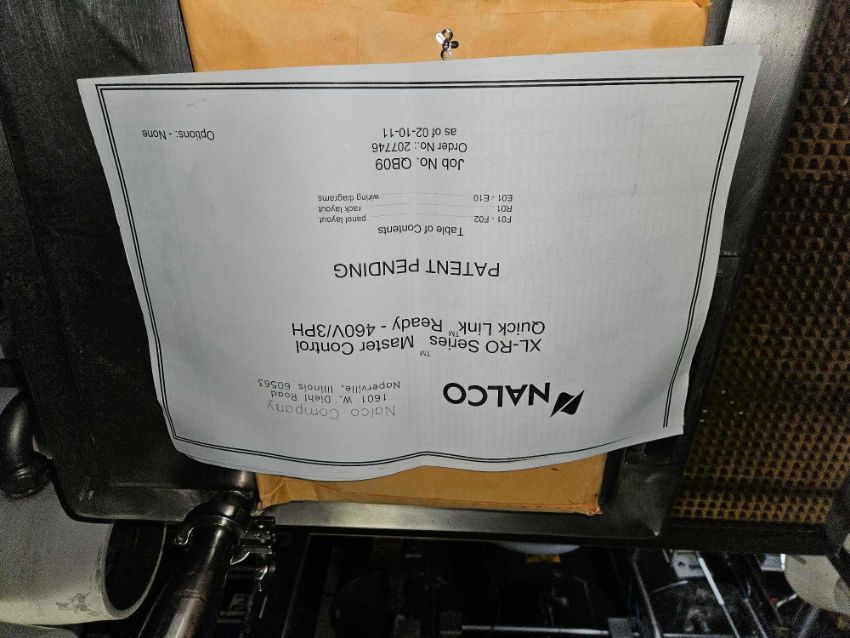 NALCO
Nalco Company
1601 W. Diehl Road
Naperville, Illinois 60563
XL-RO Series™ Master Control
Quick Link™ Ready - 460V/3PH
PATENT PENDING
Table of Contents
F01 - F02 ........ panel layout
R01 ........ rack layout
E01 - E10 ........ wiring diagrams
Job No. QB09
Order No.: 207746
as of 02-10-11
Options: - None